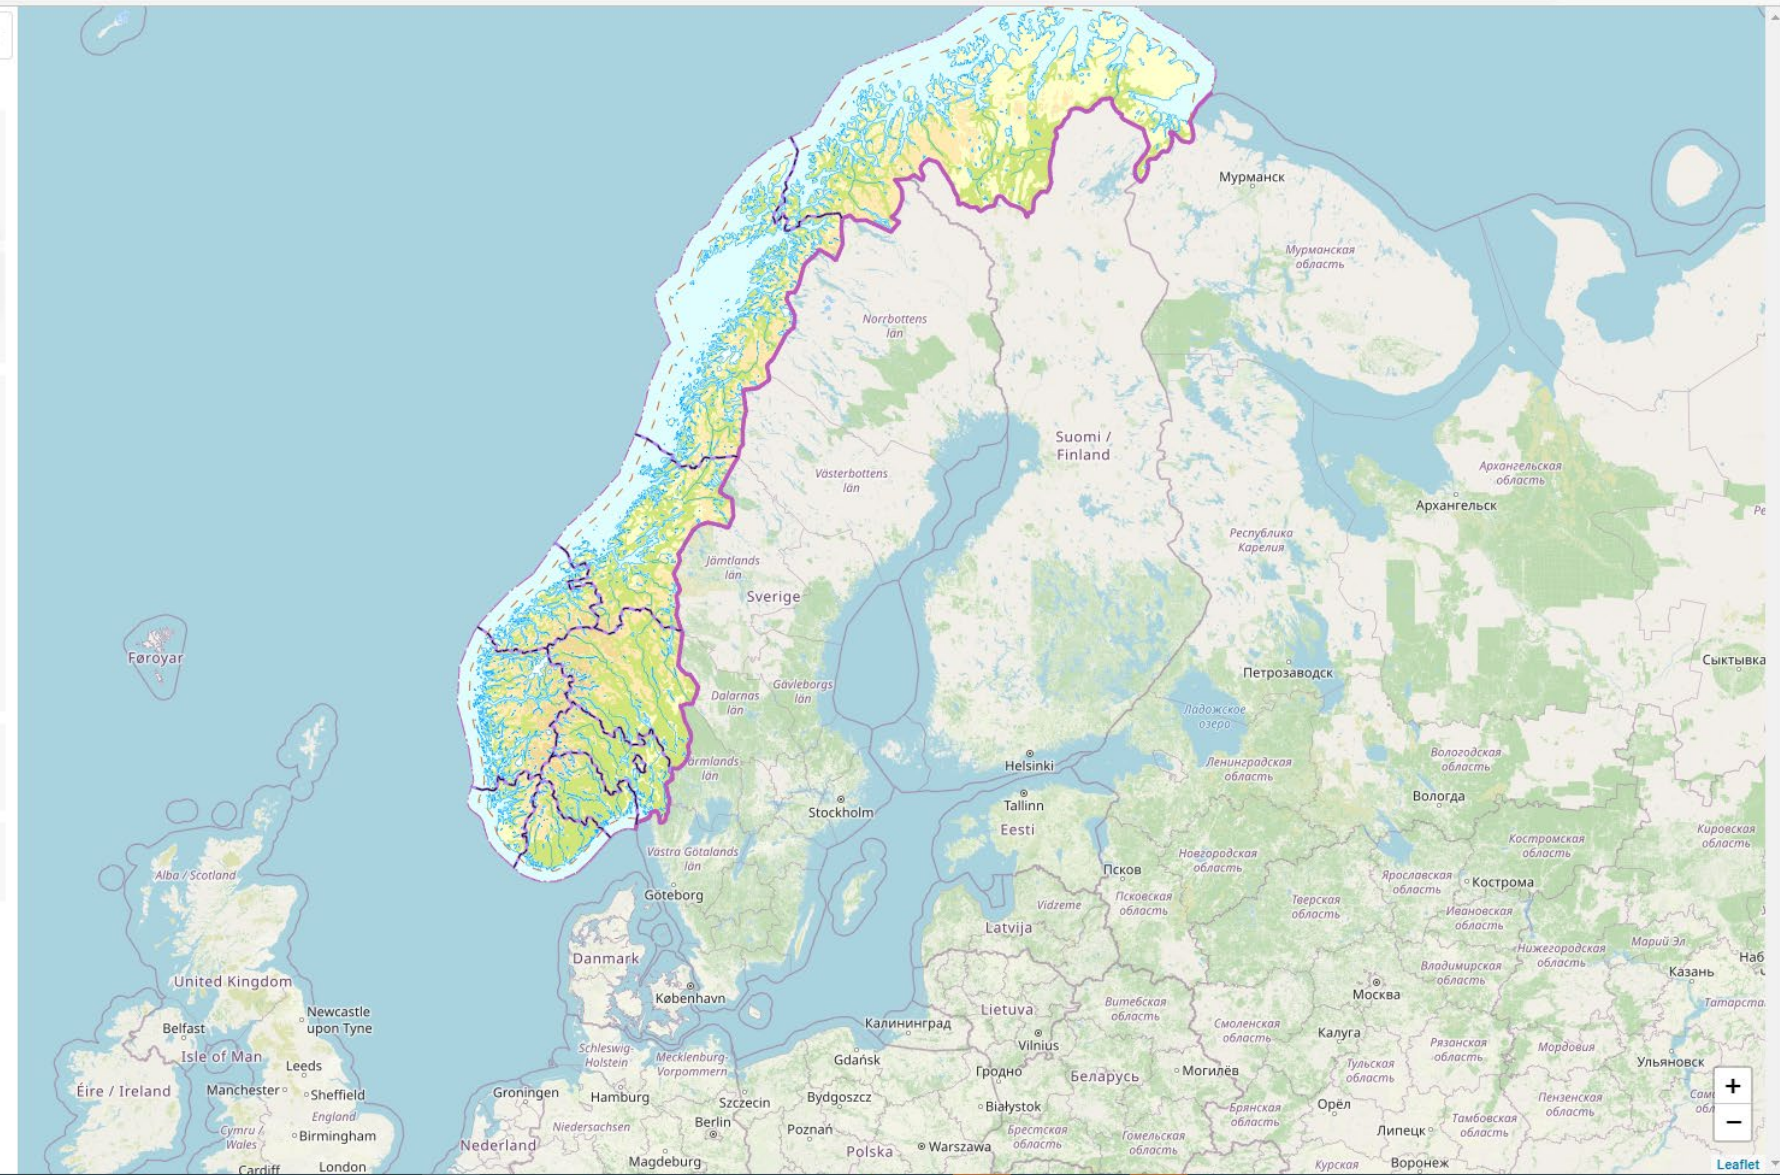 Мурманск
Мурманская
область
Norrbottens
län
Suomi /
Finland
Västerbottens
län
Архангельская
область
Архангельск
Республика
Карелия
Jämtlands
län
Sverige
Føroyar
Петрозаводск
Сыктывка
Dalarnas
län
Gävleborgs
län
Ладожское
озеро
Helsinki
Ленинградская
область
Вологодская
область
armlands
län
Stockholm
Tallinn
Eesti
Вологда
Костромская
область
Кировская
область
Västra Götalands
län
Alba / Scotland
Göteborg
Псков
Новгородская
область
Ярославская
область
Кострома
Псковская
область
Vidzeme
Тверская
область
Ивановская
область
Latvija
Danmark
Нижегородская
область
Марий Эл
Казань
Наб
United Kingdom
København
Владимирская
область
Москва
Newcastle
upon Tyne
Lietuva
Витебская
область
Татарста
Belfast
Калининград
Смоленская
область
Калуга
Vilnius
Рязанская
область
Мордовия
Isle of Man
Schleswig-
Holstein
Mecklenburg-
Vorpommern
Gdańsk
Ульяновск
Leeds
Гродно
Беларусь
Могилёв
Тульская
область
Éire / Ireland
Manchester
Sheffield
Groningen
Hamburg
Szczecin
Bydgoszcz
Białystok
Орёл
Пензенская
область
+
England
Niedersachsen
Berlin
Poznań
Брянская
область
Тамбовская
область
−
Cymru /
Wales
Birmingham
Nederland
Polska
Warszawa
Брестская
область
Гомельская
область
Липецк
Cardiff
London
Magdeburg
Курская
Воронеж
Leaflet